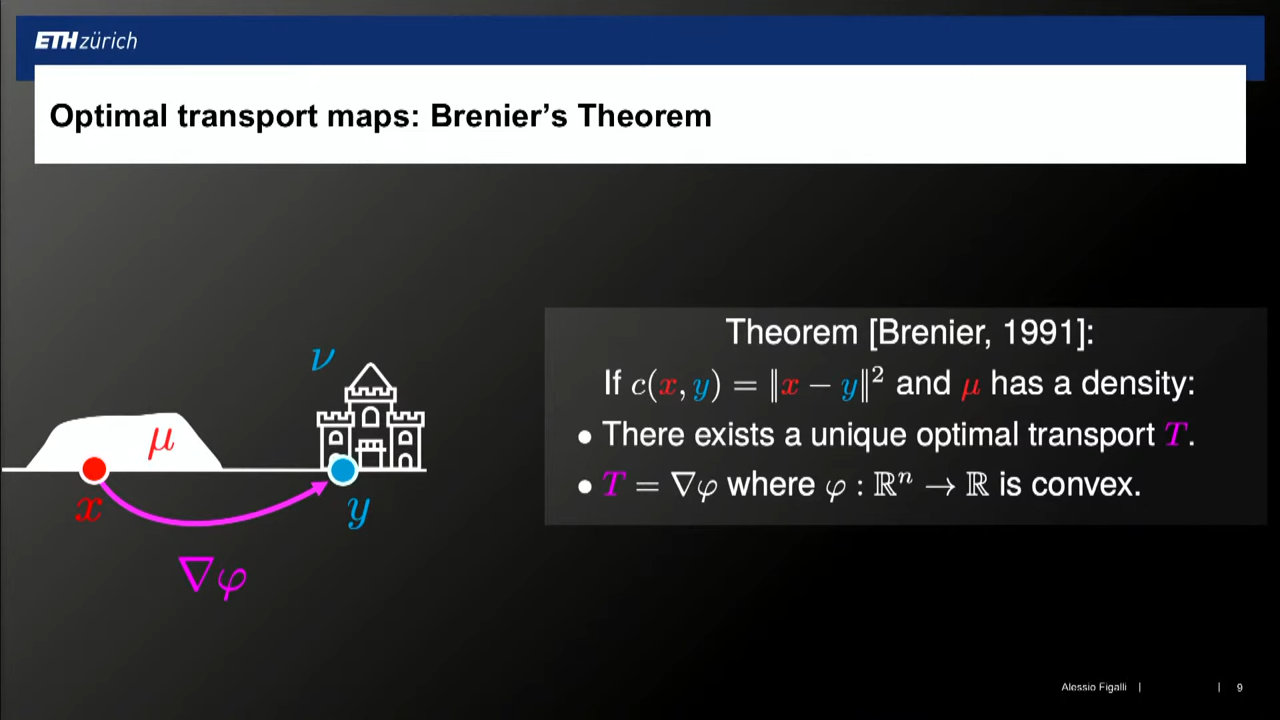 ETH zürich
Optimal transport maps: Brenier's Theorem
ν
μ
x
y
∇φ
Theorem [Brenier, 1991]:
If c(x, y) = ‖x − y‖² and μ has a density:
• There exists a unique optimal transport T.
• T = ∇φ where φ : ℝⁿ → ℝ is convex.
Alessio Figalli | | 9